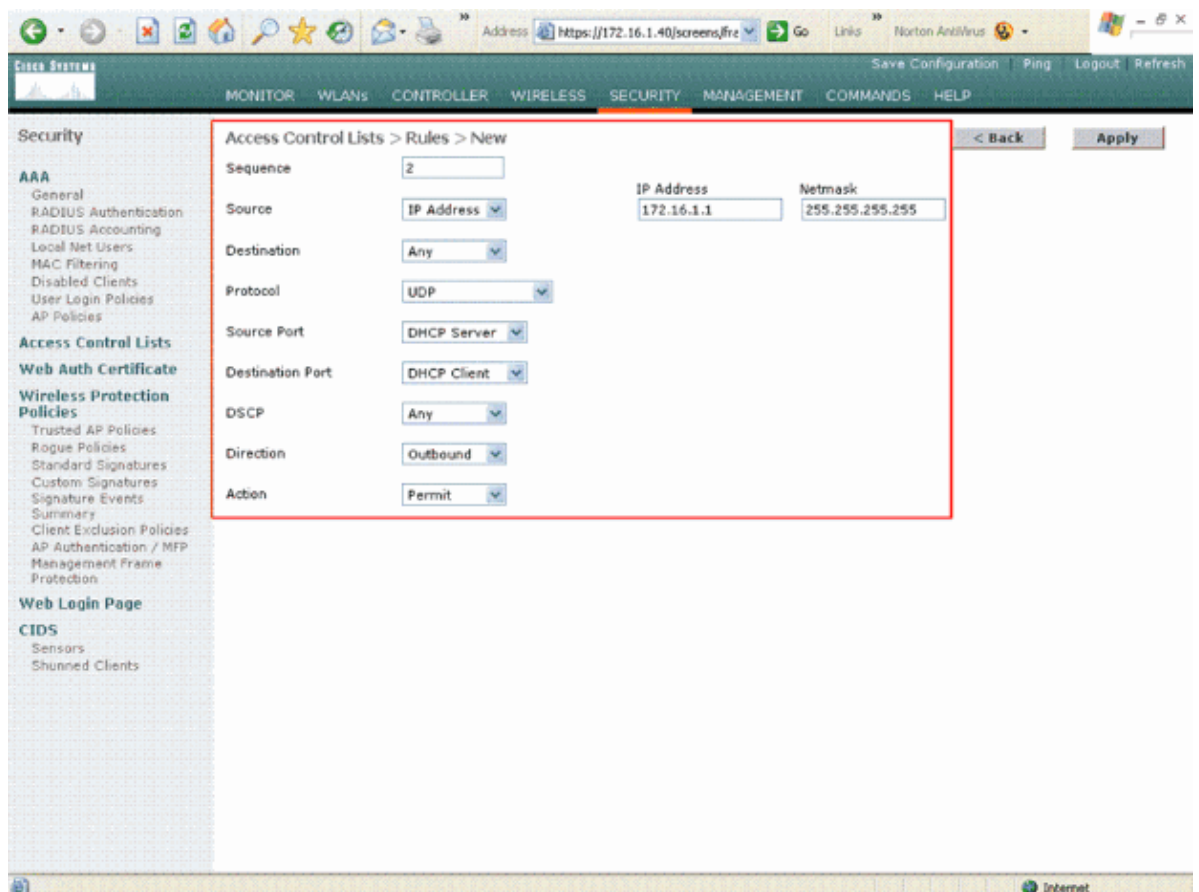 » Address https://172.16.1.40/screens/fra Go Links » Norton AntiVirus
CISCO SYSTEMS
Save Configuration | Ping | Logout | Refresh
MONITOR WLANs CONTROLLER WIRELESS SECURITY MANAGEMENT COMMANDS HELP
Security
AAA
General
RADIUS Authentication
RADIUS Accounting
Local Net Users
MAC Filtering
Disabled Clients
User Login Policies
AP Policies
Access Control Lists
Web Auth Certificate
Wireless Protection
Policies
Trusted AP Policies
Rogue Policies
Standard Signatures
Custom Signatures
Signature Events
Summary
Client Exclusion Policies
AP Authentication / MFP
Management Frame
Protection
Web Login Page
CIDS
Sensors
Shunned Clients
Access Control Lists > Rules > New
< Back Apply
Sequence 2
IP Address Netmask
Source IP Address 172.16.1.1 255.255.255.255
Destination Any
Protocol UDP
Source Port DHCP Server
Destination Port DHCP Client
DSCP Any
Direction Outbound
Action Permit
Internet